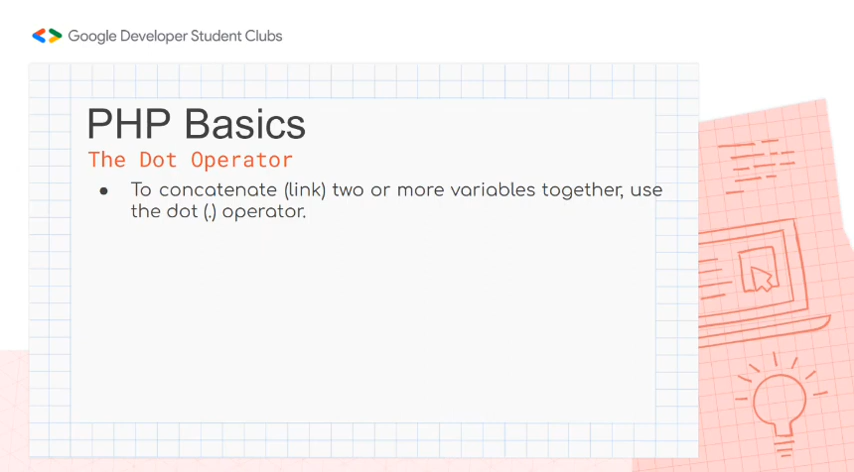 Google Developer Student Clubs
PHP Basics
The Dot Operator
● To concatenate (link) two or more variables together, use
the dot (.) operator.